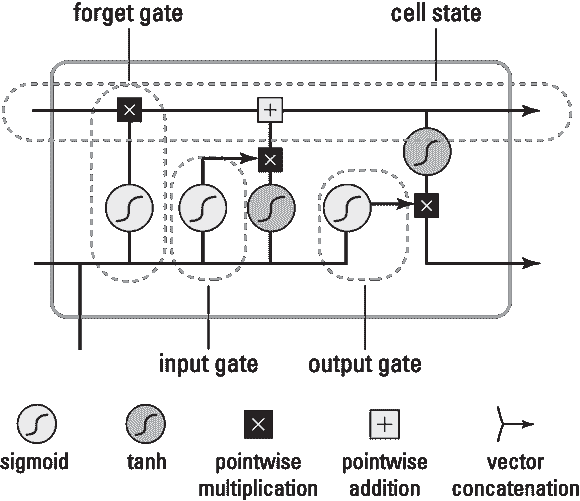 forget gate
cell state
input gate
output gate
sigmoid
tanh
pointwise
multiplication
pointwise
addition
vector
concatenation